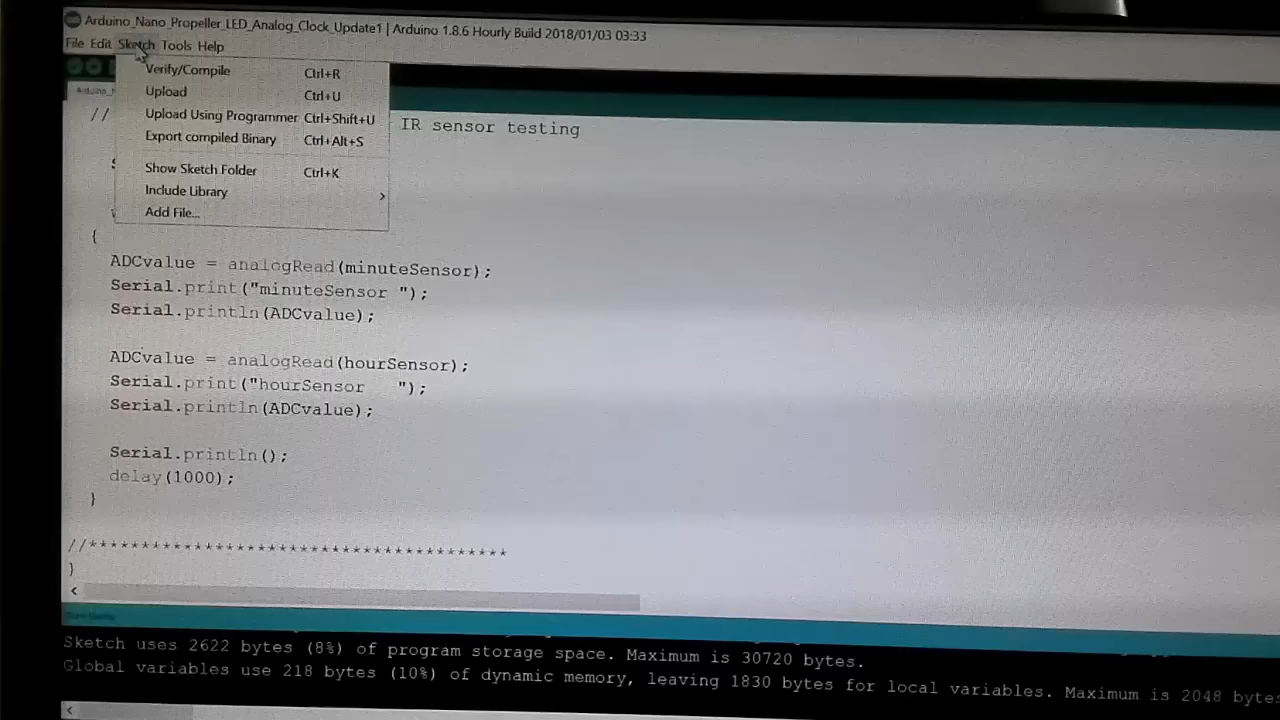 Arduino_Nano_Propeller_LED_Analog_Clock_Update1 | Arduino 1.8.6 Hourly Build 2018/01/03 03:33
File Edit Sketch Tools Help
Verify/Compile Ctrl+R
Upload Ctrl+U
Upload Using Programmer Ctrl+Shift+U
Export compiled Binary Ctrl+Alt+S
Show Sketch Folder Ctrl+K
Include Library >
Add File...
// IR sensor testing
{
ADCvalue = analogRead(minuteSensor);
Serial.print("minuteSensor ");
Serial.println(ADCvalue);
ADCvalue = analogRead(hourSensor);
Serial.print("hourSensor   ");
Serial.println(ADCvalue);
Serial.println();
delay(1000);
}
//****************************************
}
Sketch uses 2622 bytes (8%) of program storage space. Maximum is 30720 bytes.
Global variables use 218 bytes (10%) of dynamic memory, leaving 1830 bytes for local variables. Maximum is 2048 bytes